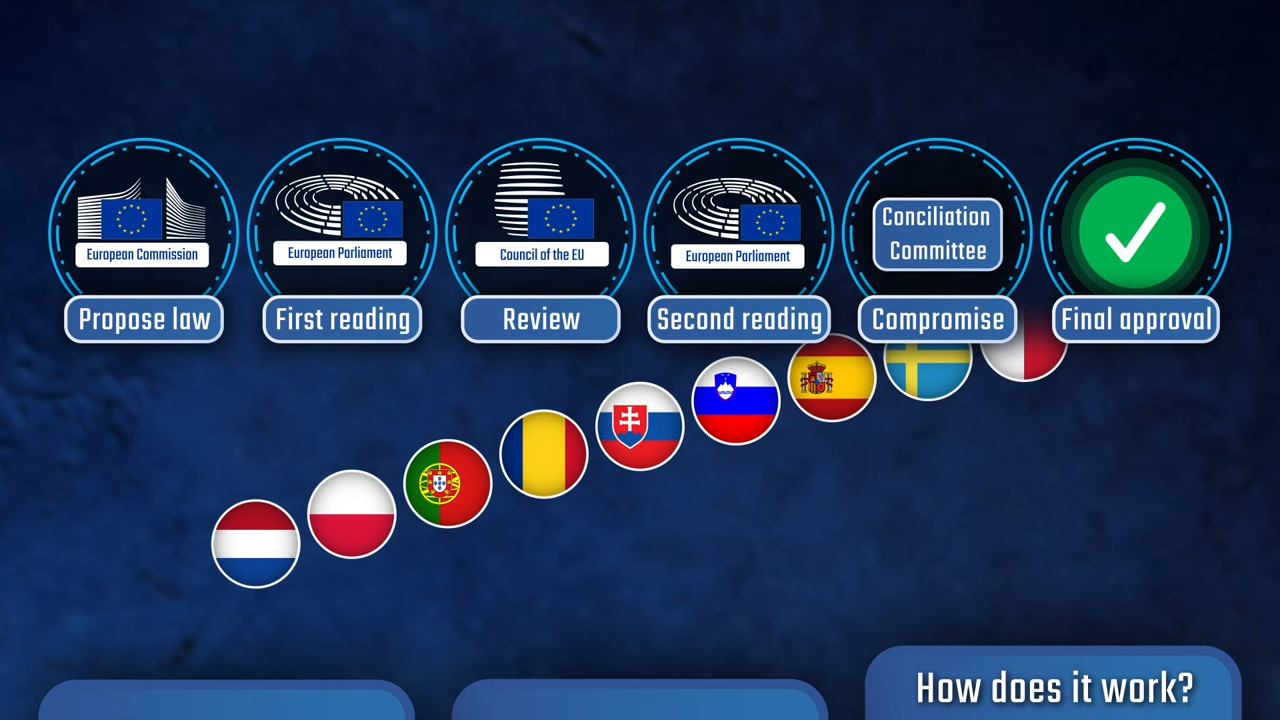 European Commission
European Parliament
Council of the EU
European Parliament
Conciliation
Committee
Propose law
First reading
Review
Second reading
Compromise
Final approval
How does it work?